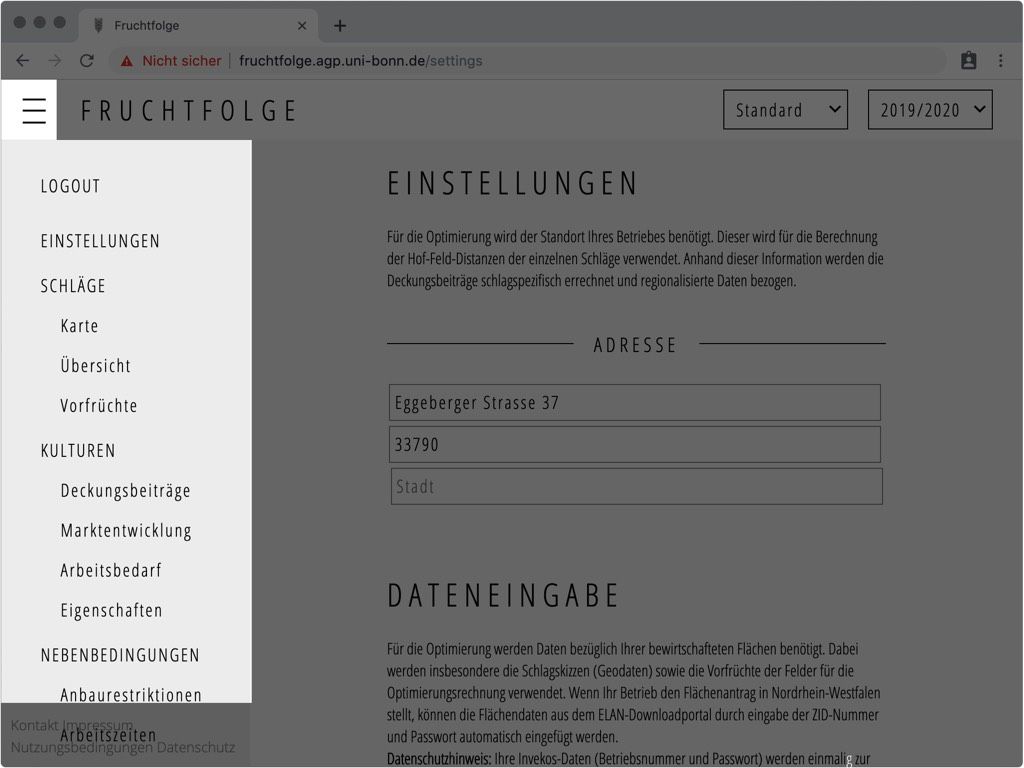 Fruchtfolge
Nicht sicher | fruchtfolge.agp.uni-bonn.de/settings
FRUCHTFOLGE
Standard
2019/2020
LOGOUT
EINSTELLUNGEN
SCHLÄGE
Karte
Übersicht
Vorfrüchte
KULTUREN
Deckungsbeiträge
Marktentwicklung
Arbeitsbedarf
Eigenschaften
NEBENBEDINGUNGEN
Anbaurestriktionen
Arbeitszeiten
Kontakt Impressum
Nutzungsbedingungen Datenschutz
EINSTELLUNGEN
Für die Optimierung wird der Standort Ihres Betriebes benötigt. Dieser wird für die Berechnung
der Hof-Feld-Distanzen der einzelnen Schläge verwendet. Anhand dieser Information werden die
Deckungsbeiträge schlagspezifisch errechnet und regionalisierte Daten bezogen.
ADRESSE
Eggeberger Strasse 37
33790
Stadt
DATENEINGABE
Für die Optimierung werden Daten bezüglich Ihrer bewirtschafteten Flächen benötigt. Dabei
werden insbesondere die Schlagskizzen (Geodaten) sowie die Vorfrüchte der Felder für die
Optimierungsrechnung verwendet. Wenn Ihr Betrieb den Flächenantrag in Nordrhein-Westfalen
stellt, können die Flächendaten aus dem ELAN-Downloadportal durch eingabe der ZID-Nummer
und Passwort automatisch eingefügt werden.
Datenschutzhinweis: Ihre Invekos-Daten (Betriebsnummer und Passwort) werden einmalig zur